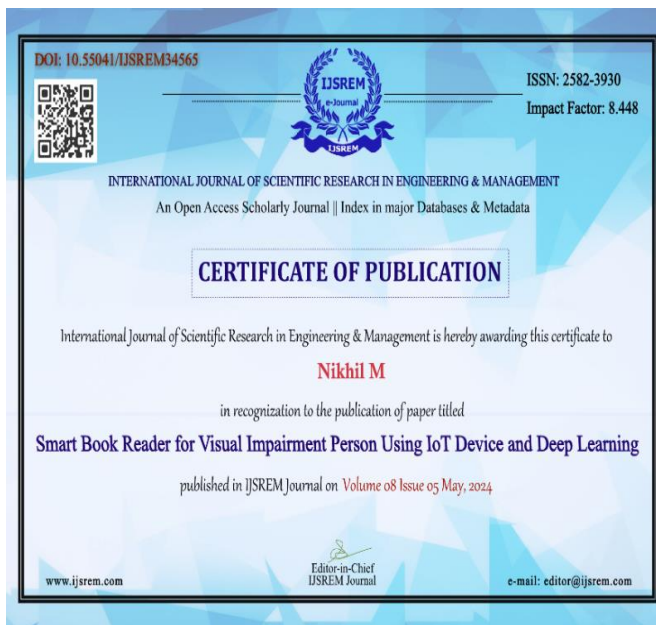 DOI: 10.55041/IJSREM34565
IJSREM
e-Journal
IJSREM
ISSN: 2582-3930
Impact Factor: 8.448
INTERNATIONAL JOURNAL OF SCIENTIFIC RESEARCH IN ENGINEERING & MANAGEMENT
An Open Access Scholarly Journal || Index in major Databases & Metadata
CERTIFICATE OF PUBLICATION
International Journal of Scientific Research in Engineering & Management is hereby awarding this certificate to
Nikhil M
in recognization to the publication of paper titled
Smart Book Reader for Visual Impairment Person Using IoT Device and Deep Learning
published in IJSREM Journal on Volume 08 Issue 05 May, 2024
Editor-in-Chief
IJSREM Journal
www.ijsrem.com
e-mail: editor@ijsrem.com